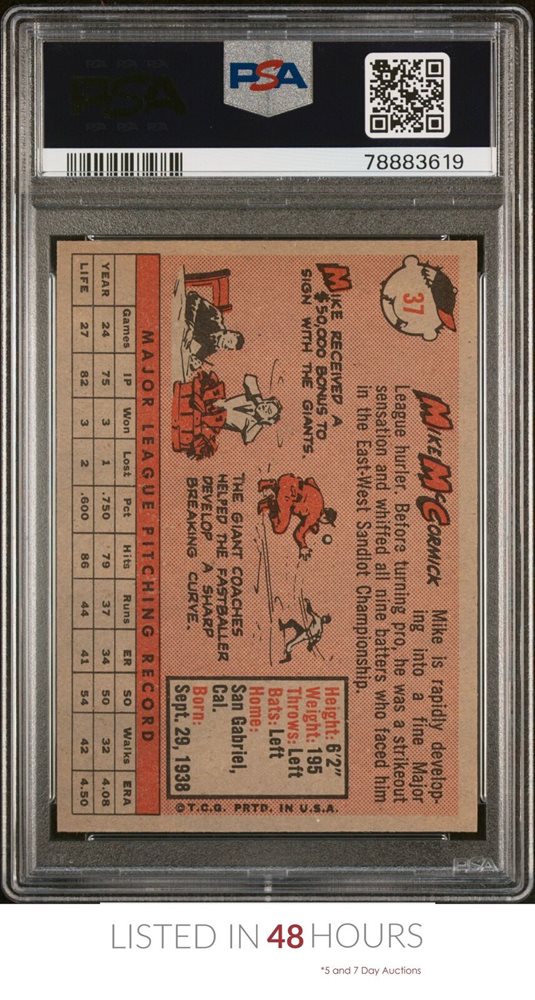 PSA
PSA
78883619
37
MIKE McCORMICK Mike is rapidly develop-
ing into a fine Major
League hurler. Before turning pro, he was a strikeout
sensation and whiffed all nine batters who faced him
in the East-West Sandlot Championship.
MIKE RECEIVED A
$50,000 BONUS TO
SIGN WITH THE GIANTS.
THE GIANT COACHES
HELPED THE FASTBALLER
DEVELOP A SHARP
BREAKING CURVE.
Height: 6'2"
Weight: 195
Throws: Left
Bats: Left
Home:
San Gabriel,
Cal.
Born:
Sept. 29, 1938
©T.C.G. PRTD. IN U.S.A.
MAJOR LEAGUE PITCHING RECORD
Games IP Won Lost Pct Hits Runs ER SO Walks ERA
YEAR 24 75 3 1 .750 79 37 34 50 32 4.08
LIFE 27 82 3 2 .600 86 44 41 54 42 4.50
PSA
LISTED IN 48 HOURS
*5 and 7 Day Auctions